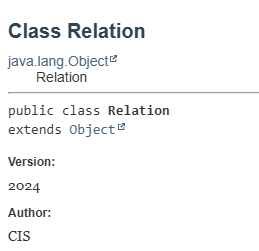 Class Relation
java.lang.Object
Relation
public class Relation
extends Object
Version:
2024
Author:
CIS